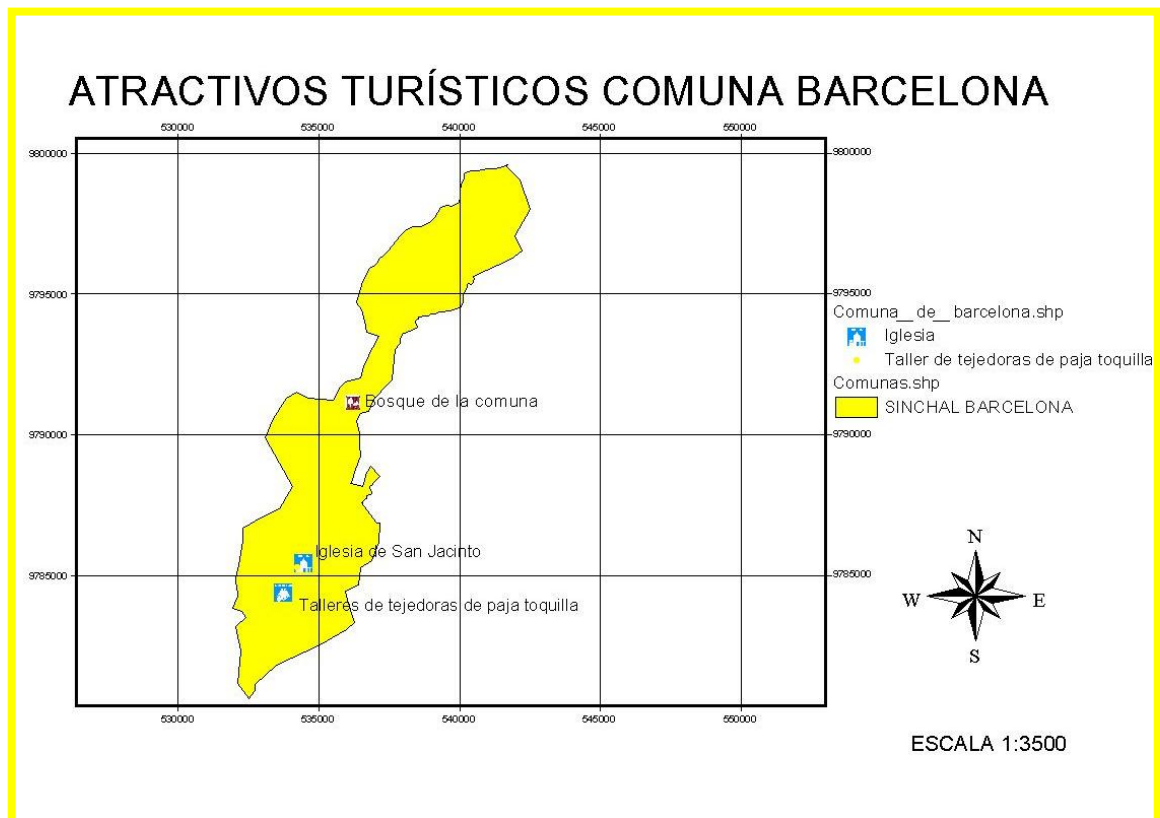 ATRACTIVOS TURÍSTICOS COMUNA BARCELONA
530000 535000 540000 545000 550000
9800000 9800000
9795000 9795000
Comuna__de__barcelona.shp
Iglesia
Taller de tejedoras de paja toquilla
Comunas.shp
SINCHAL BARCELONA
Bosque de la comuna
9790000 9790000
Iglesia de San Jacinto
9785000 9785000
Talleres de tejedoras de paja toquilla
N
W E
S
530000 535000 540000 545000 550000
ESCALA 1:3500